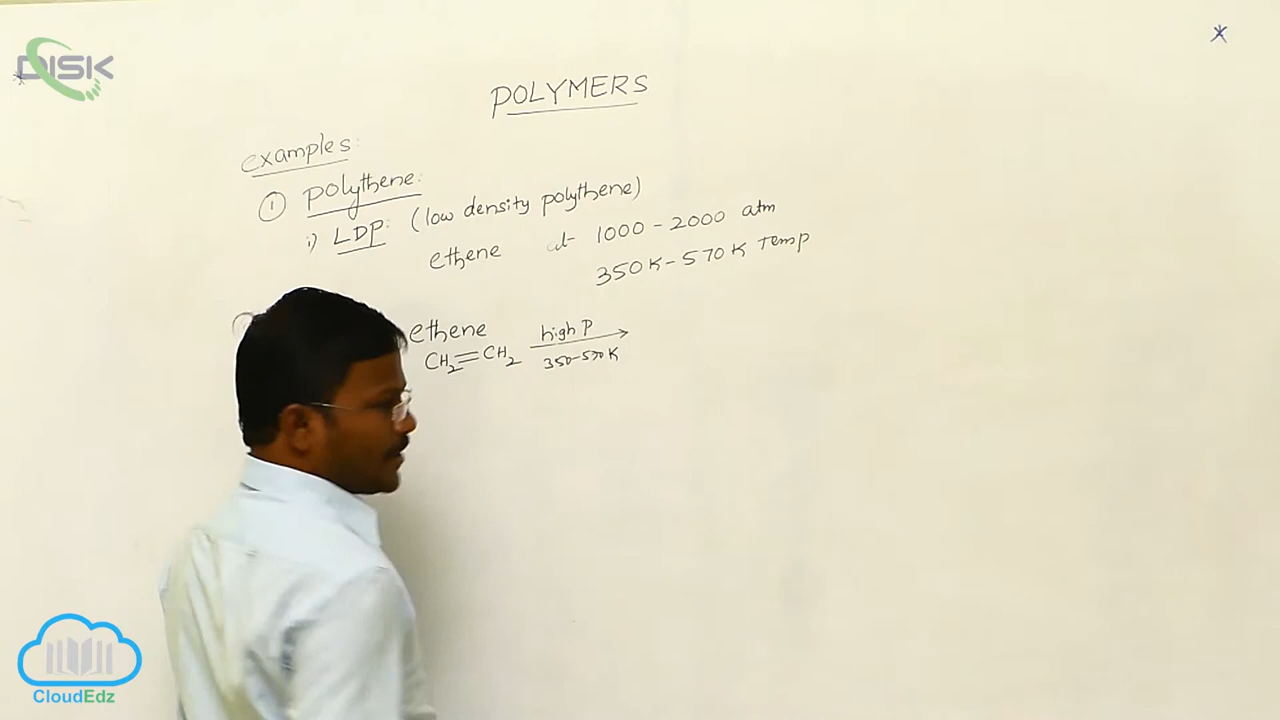 DISK
POLYMERS
examples:
① polythene:
i) LDP: (low density polythene)
ethene at 1000 - 2000 atm
350 K - 570 K Temp
ethene high P
CH₂=CH₂ 350-570 K
CloudEdz